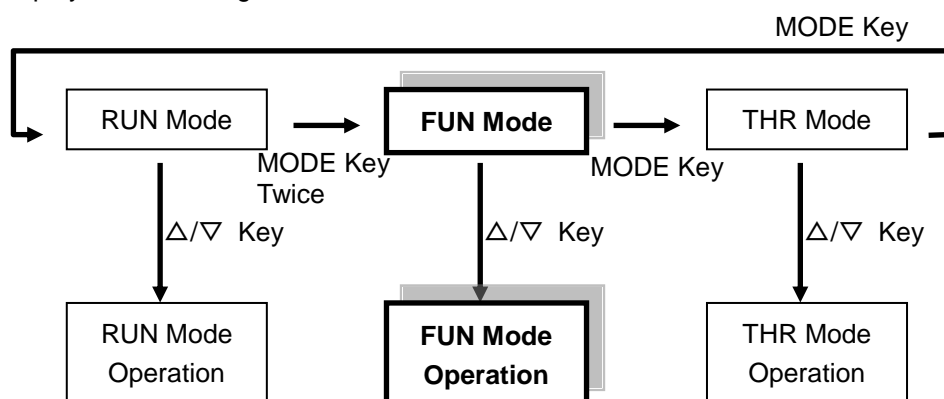 MODE Key
RUN Mode
FUN Mode
THR Mode
MODE Key
Twice
MODE Key
△/▽ Key
△/▽ Key
△/▽ Key
RUN Mode
Operation
FUN Mode
Operation
THR Mode
Operation